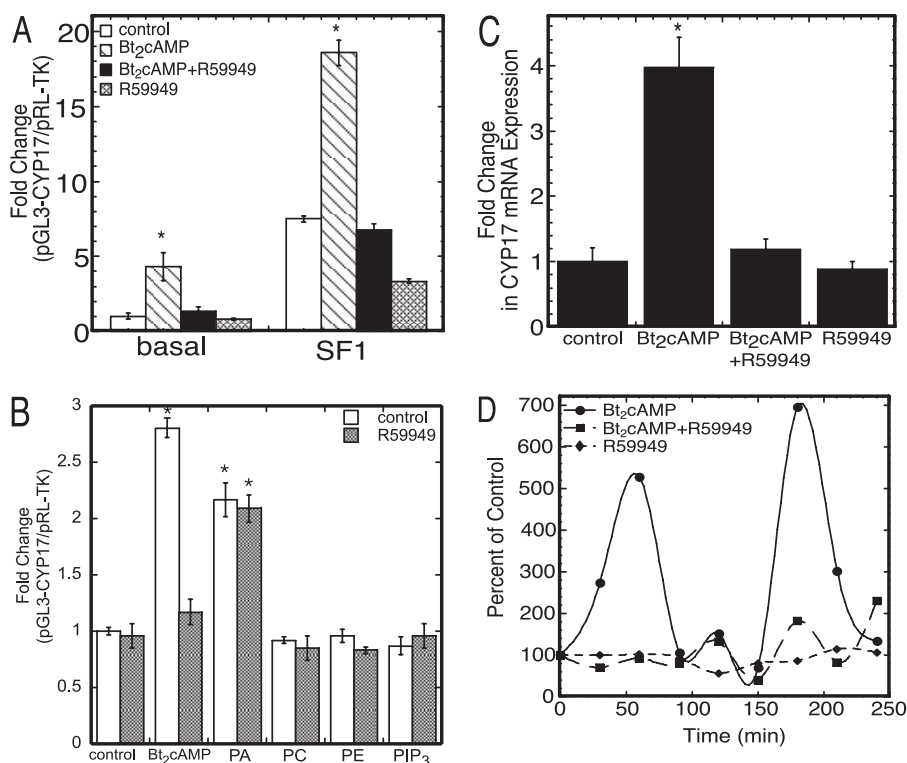 A
Fold Change
(pGL3-CYP17/pRL-TK)
20
15
10
5
0
control
Bt2cAMP
Bt2cAMP+R59949
R59949
*
*
basal
SF1
C
Fold Change
in CYP17 mRNA Expression
4
3
2
1
0
*
control
Bt2cAMP
Bt2cAMP
+R59949
R59949
B
Fold Change
(pGL3-CYP17/pRL-TK)
3
2.5
2
1.5
1
0.5
0
control
R59949
*
*
*
control
Bt2cAMP
PA
PC
PE
PIP3
D
Percent of Control
700
600
500
400
300
200
100
0
Bt2cAMP
Bt2cAMP+R59949
R59949
0
50
100
150
200
250
Time (min)